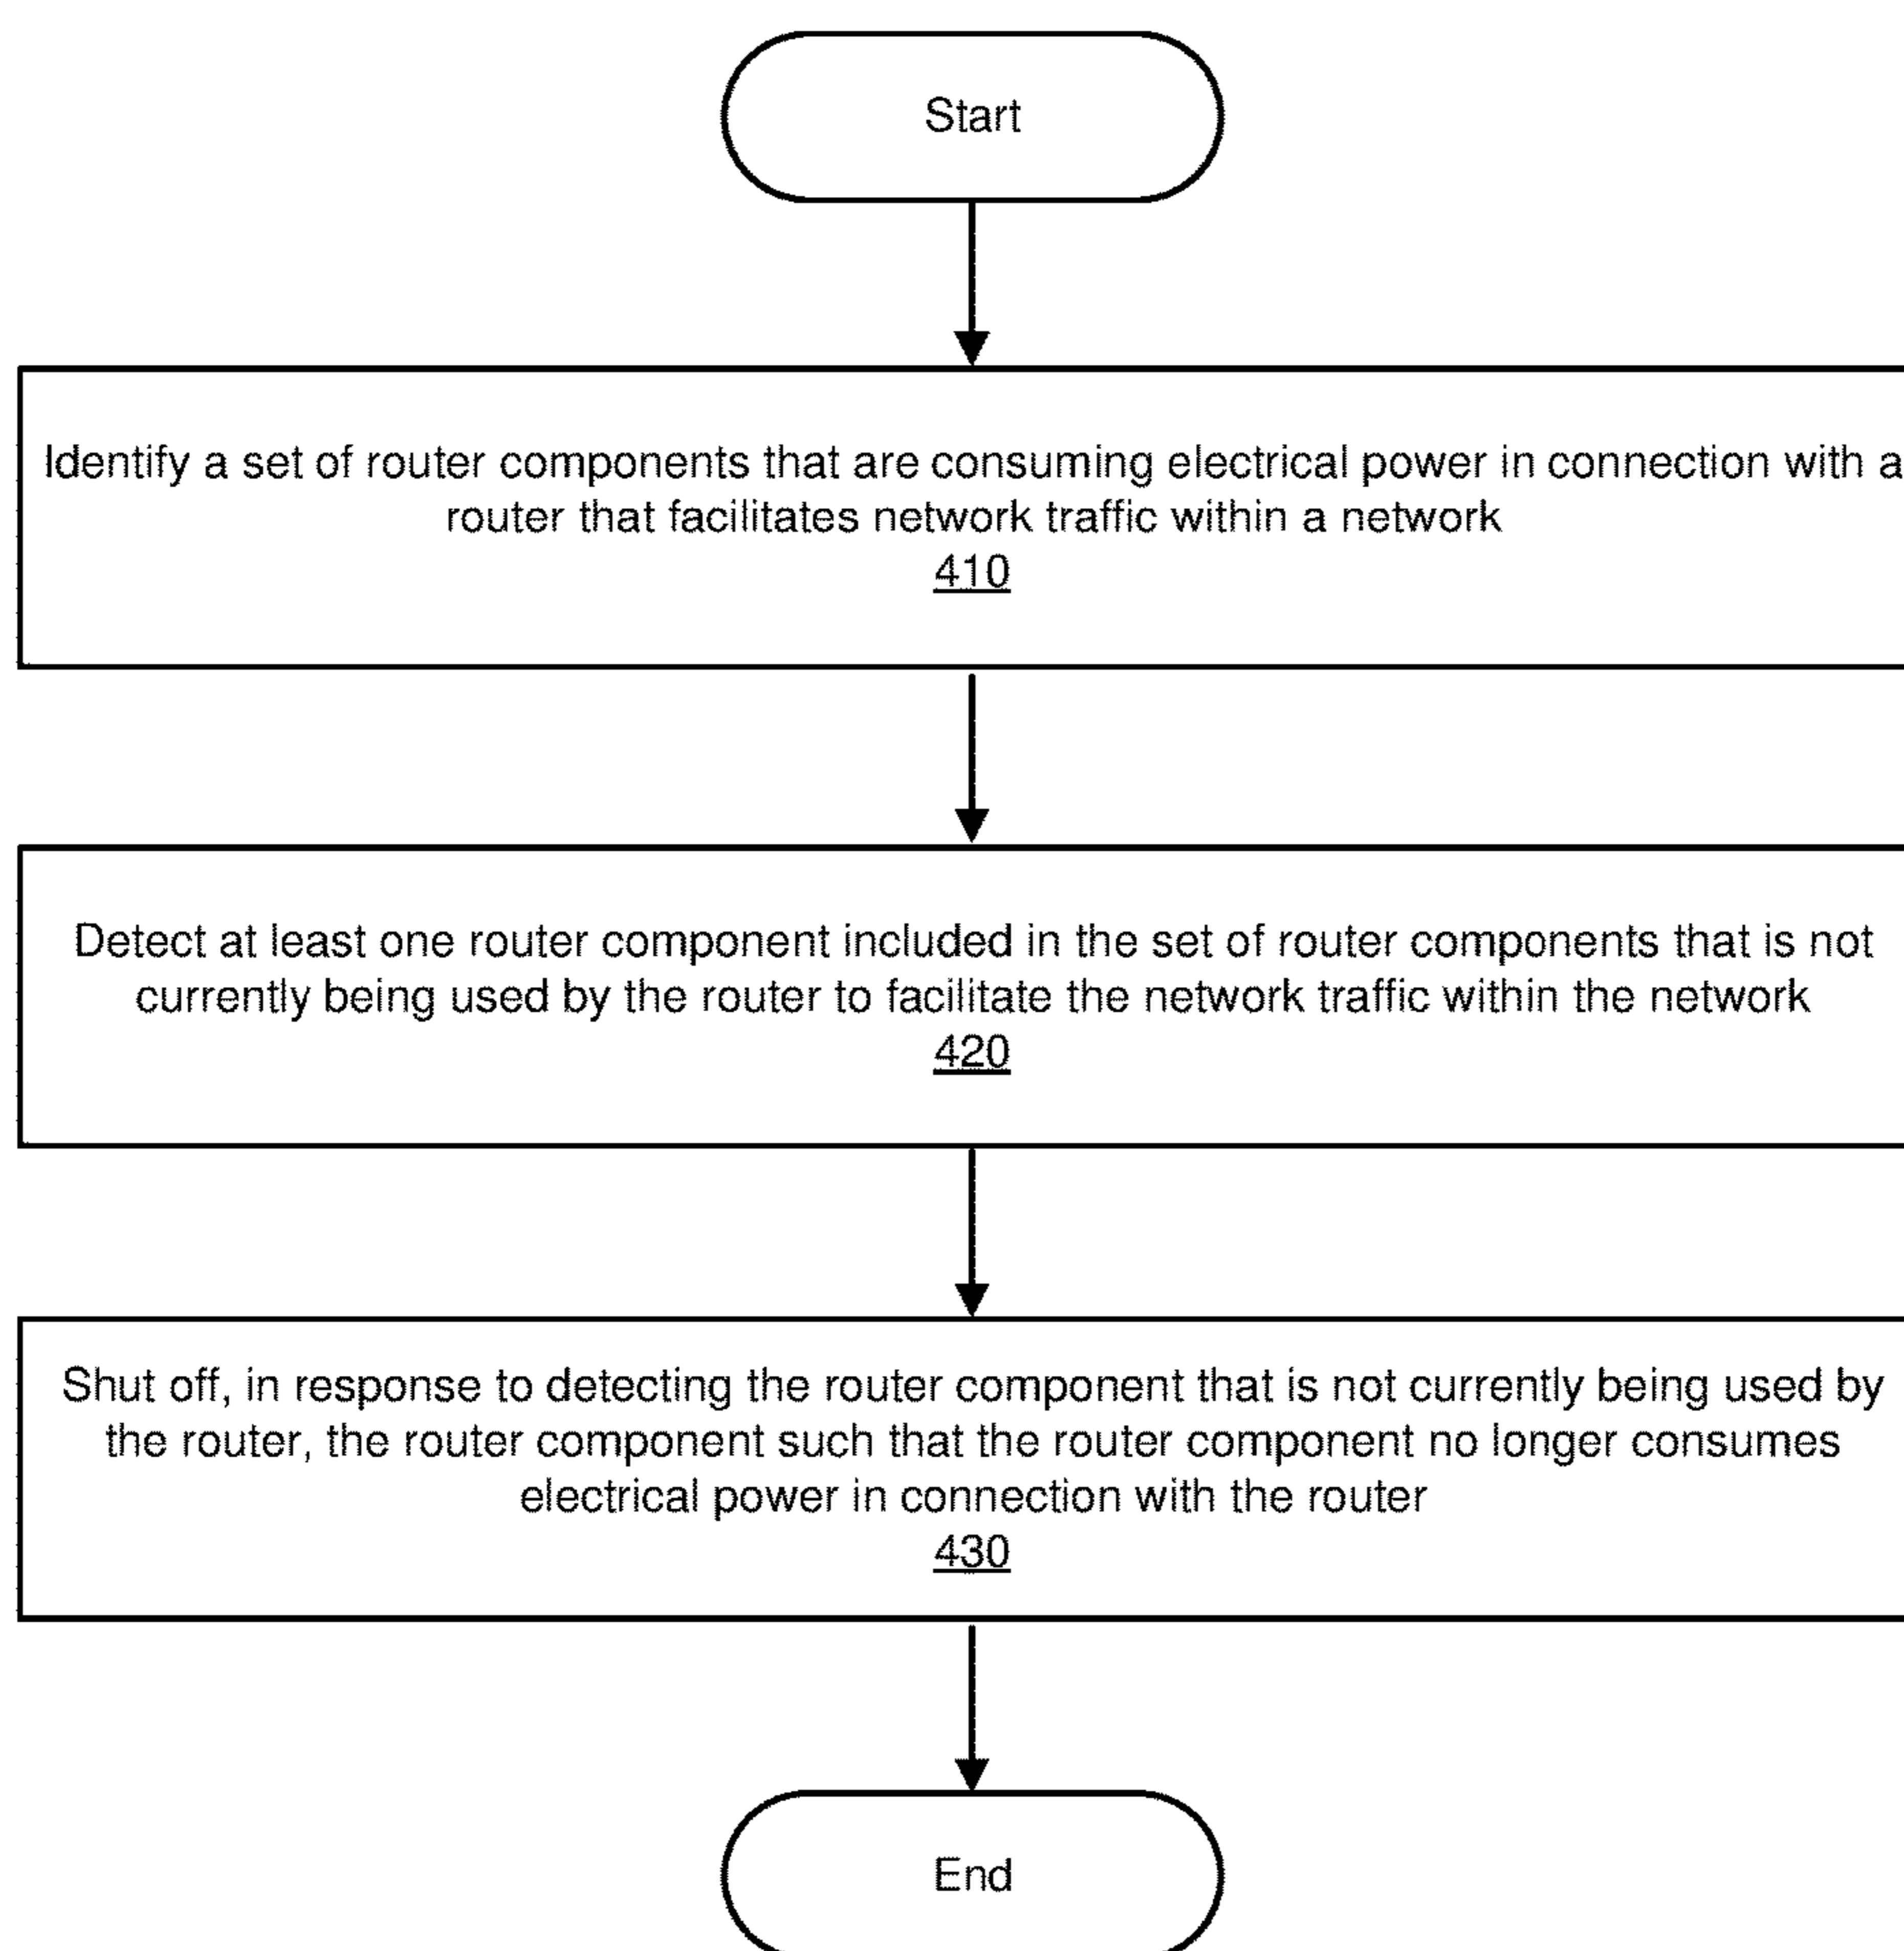 Start
Identify a set of router components that are consuming electrical power in connection with a
router that facilitates network traffic within a network
410
Detect at least one router component included in the set of router components that is not
currently being used by the router to facilitate the network traffic within the network
420
Shut off, in response to detecting the router component that is not currently being used by
the router, the router component such that the router component no longer consumes
electrical power in connection with the router
430
End